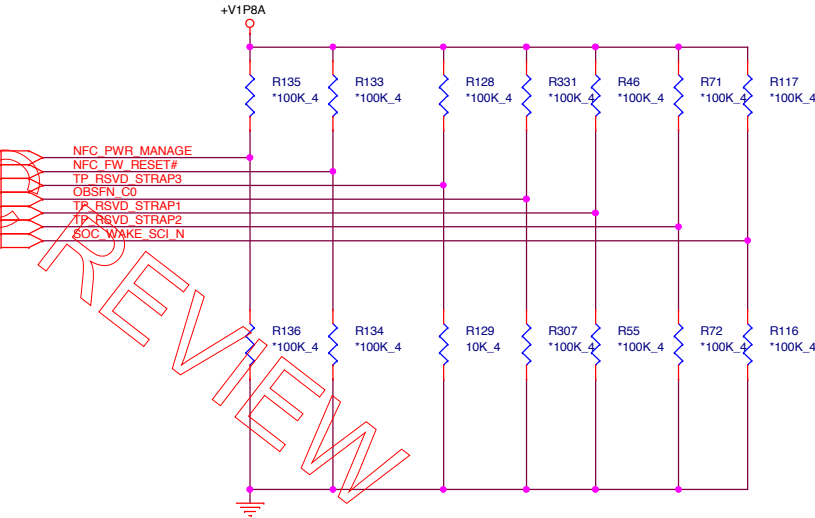 +V1P8A
R135 R133 R128 R331 R46 R71 R117
*100K_4 *100K_4 *100K_4 *100K_4 *100K_4 *100K_4 *100K_4
NFC_PWR_MANAGE
NFC_FW_RESET#
TP_RSVD_STRAP3
OBSFN_C0
TP_RSVD_STRAP1
TP_RSVD_STRAP2
SOC_WAKE_SCI_N
R136 R134 R129 R307 R55 R72 R116
*100K_4 *100K_4 10K_4 *100K_4 *100K_4 *100K_4 *100K_4
REVIEW